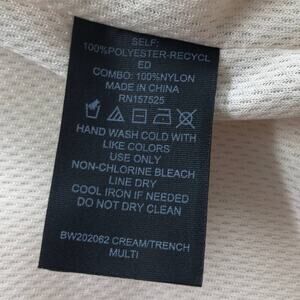 SELF:
100%POLYESTER-RECYCL
ED
COMBO: 100%NYLON
MADE IN CHINA
RN157525
HAND WASH COLD WITH
LIKE COLORS
USE ONLY
NON-CHLORINE BLEACH
LINE DRY
COOL IRON IF NEEDED
DO NOT DRY CLEAN
BW202062 CREAM/TRENCH
MULTI